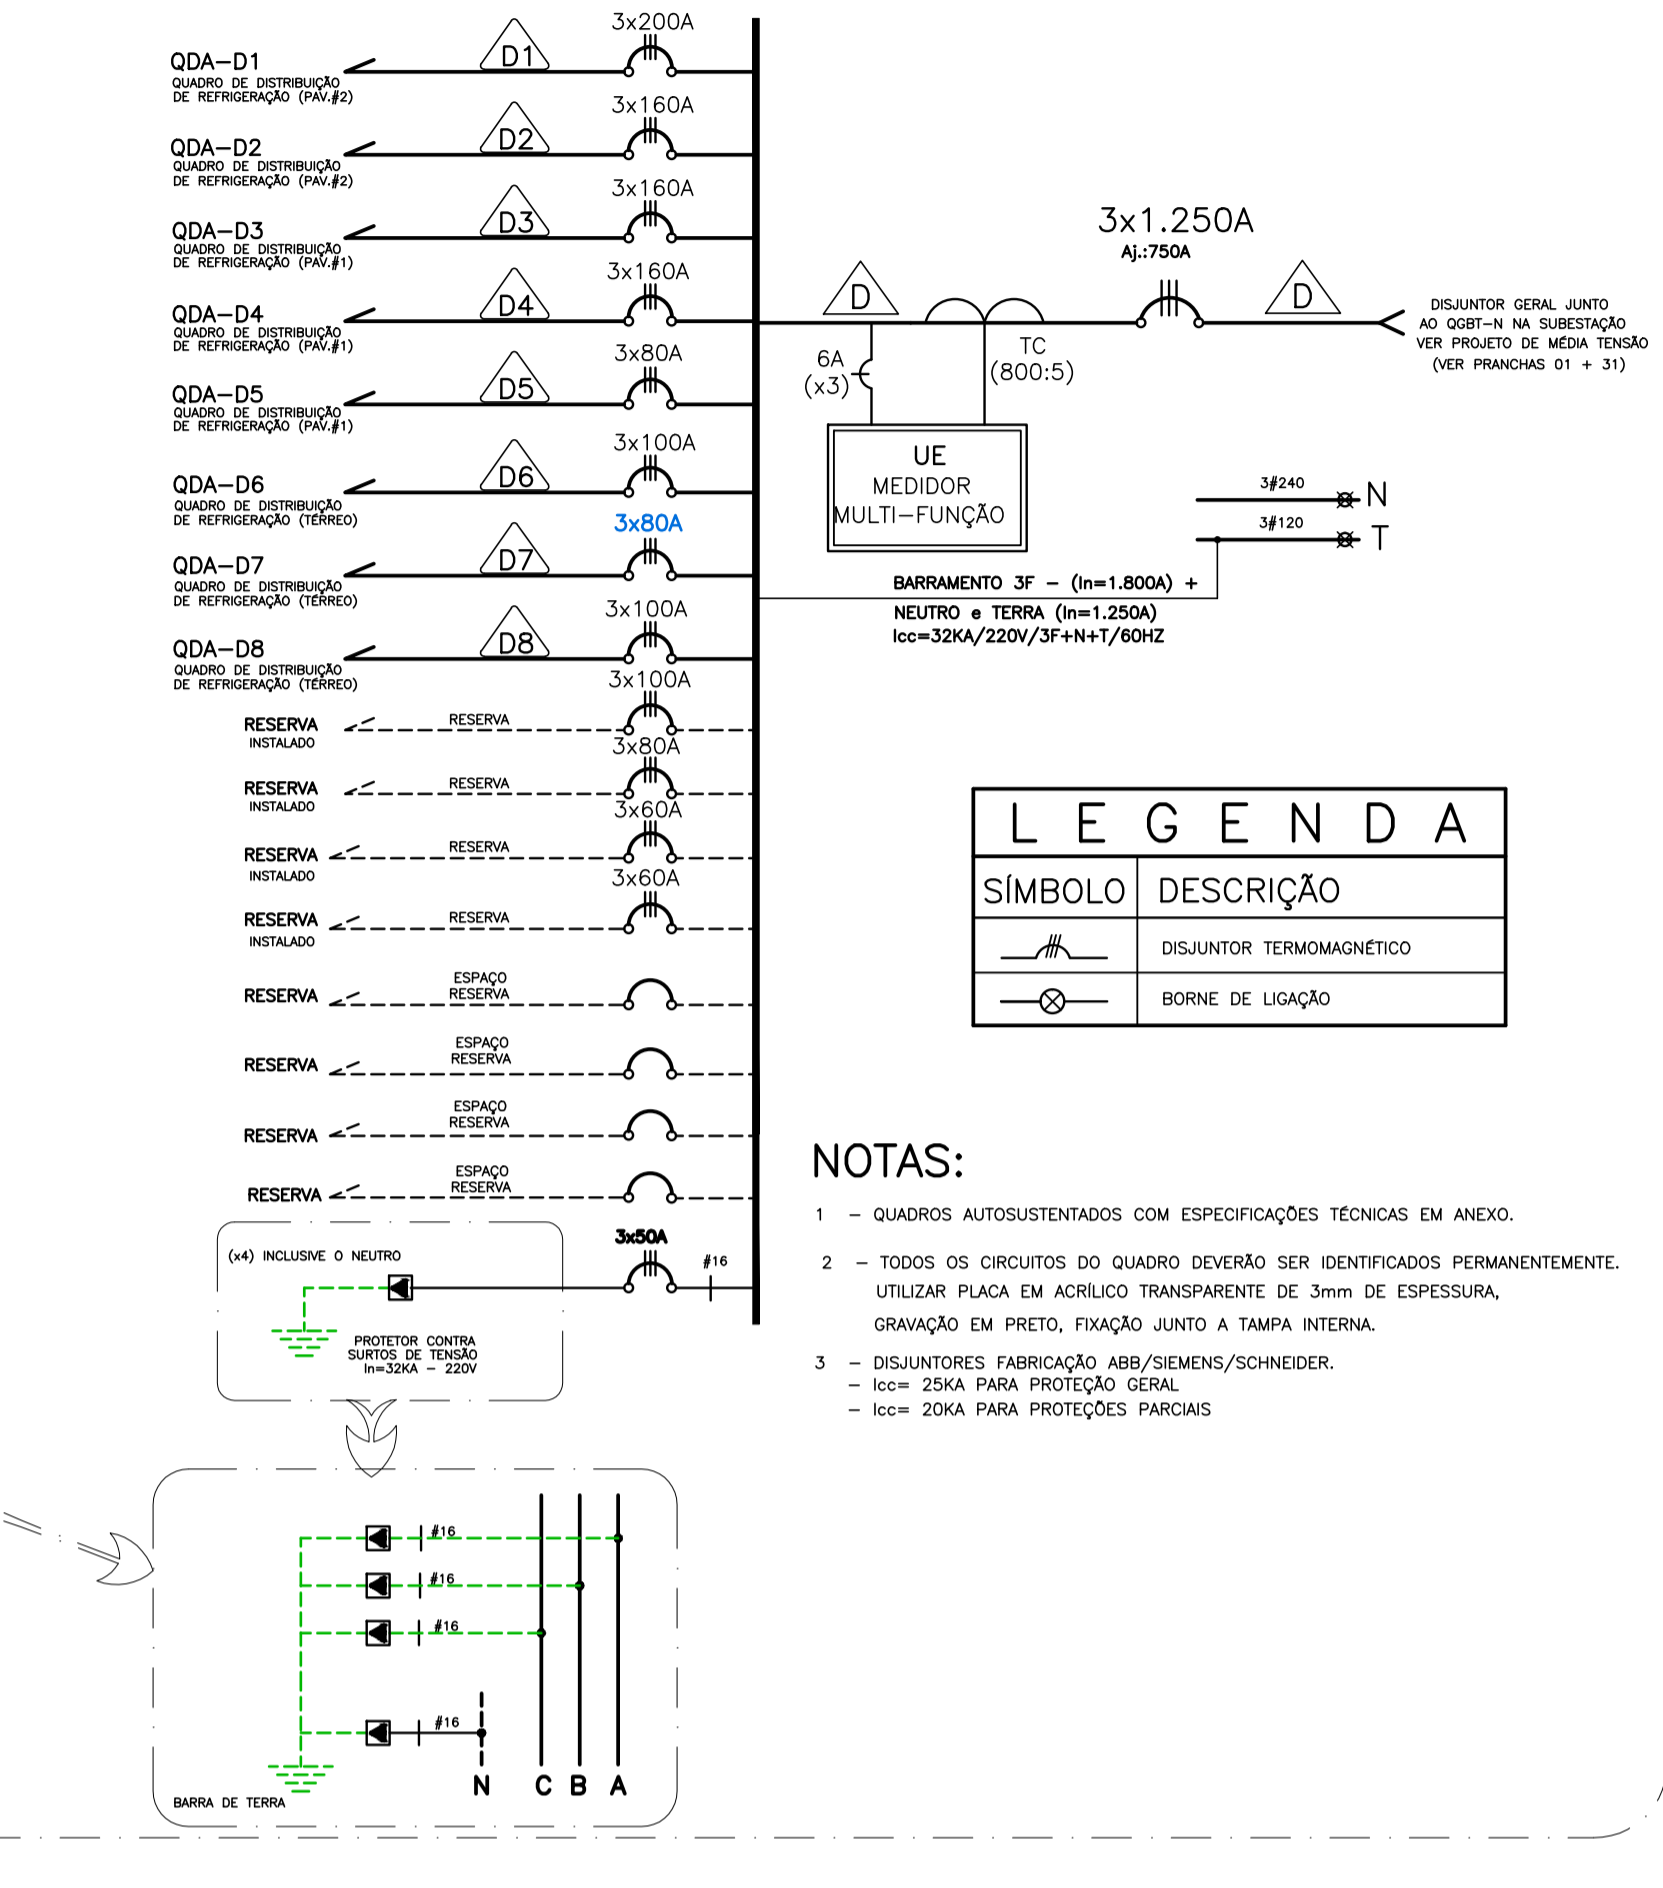 3x200A
D1
QDA-D1
QUADRO DE DISTRIBUIÇÃO
DE REFRIGERAÇÃO (PAV.#2)
3x160A
D2
QDA-D2
QUADRO DE DISTRIBUIÇÃO
DE REFRIGERAÇÃO (PAV.#2)
3x160A
D3
QDA-D3
QUADRO DE DISTRIBUIÇÃO
DE REFRIGERAÇÃO (PAV.#1)
3x160A
D4
QDA-D4
QUADRO DE DISTRIBUIÇÃO
DE REFRIGERAÇÃO (PAV.#1)
3x80A
D5
QDA-D5
QUADRO DE DISTRIBUIÇÃO
DE REFRIGERAÇÃO (PAV.#1)
3x100A
D6
QDA-D6
QUADRO DE DISTRIBUIÇÃO
DE REFRIGERAÇÃO (TÉRREO)
3x80A
D7
QDA-D7
QUADRO DE DISTRIBUIÇÃO
DE REFRIGERAÇÃO (TÉRREO)
3x100A
D8
QDA-D8
QUADRO DE DISTRIBUIÇÃO
DE REFRIGERAÇÃO (TÉRREO)
3x100A
RESERVA
RESERVA
INSTALADO
3x80A
RESERVA
RESERVA
INSTALADO
3x60A
RESERVA
RESERVA
INSTALADO
3x60A
RESERVA
RESERVA
INSTALADO
ESPAÇO
RESERVA
RESERVA
ESPAÇO
RESERVA
RESERVA
ESPAÇO
RESERVA
RESERVA
ESPAÇO
RESERVA
RESERVA
3x50A
#16
(x4) INCLUSIVE O NEUTRO
PROTETOR CONTRA
SURTOS DE TENSÃO
In=32KA - 220V
#16
#16
#16
#16
N C B A
BARRA DE TERRA
3x1.250A
Aj.:750A
D
D
DISJUNTOR GERAL JUNTO
AO QGBT-N NA SUBESTAÇÃO
VER PROJETO DE MÉDIA TENSÃO
(VER PRANCHAS 01 + 31)
6A
(x3)
TC
(800:5)
UE
MEDIDOR
MULTI-FUNÇÃO
3#240
N
3#120
T
BARRAMENTO 3F - (In=1.800A) +
NEUTRO e TERRA (In=1.250A)
Icc=32KA/220V/3F+N+T/60HZ
L E G E N D A
SÍMBOLO DESCRIÇÃO
DISJUNTOR TERMOMAGNÉTICO
BORNE DE LIGAÇÃO
NOTAS:
1 - QUADROS AUTOSUSTENTADOS COM ESPECIFICAÇÕES TÉCNICAS EM ANEXO.
2 - TODOS OS CIRCUITOS DO QUADRO DEVERÃO SER IDENTIFICADOS PERMANENTEMENTE.
UTILIZAR PLACA EM ACRÍLICO TRANSPARENTE DE 3mm DE ESPESSURA,
GRAVAÇÃO EM PRETO, FIXAÇÃO JUNTO A TAMPA INTERNA.
3 - DISJUNTORES FABRICAÇÃO ABB/SIEMENS/SCHNEIDER.
- Icc= 25KA PARA PROTEÇÃO GERAL
- Icc= 20KA PARA PROTEÇÕES PARCIAIS